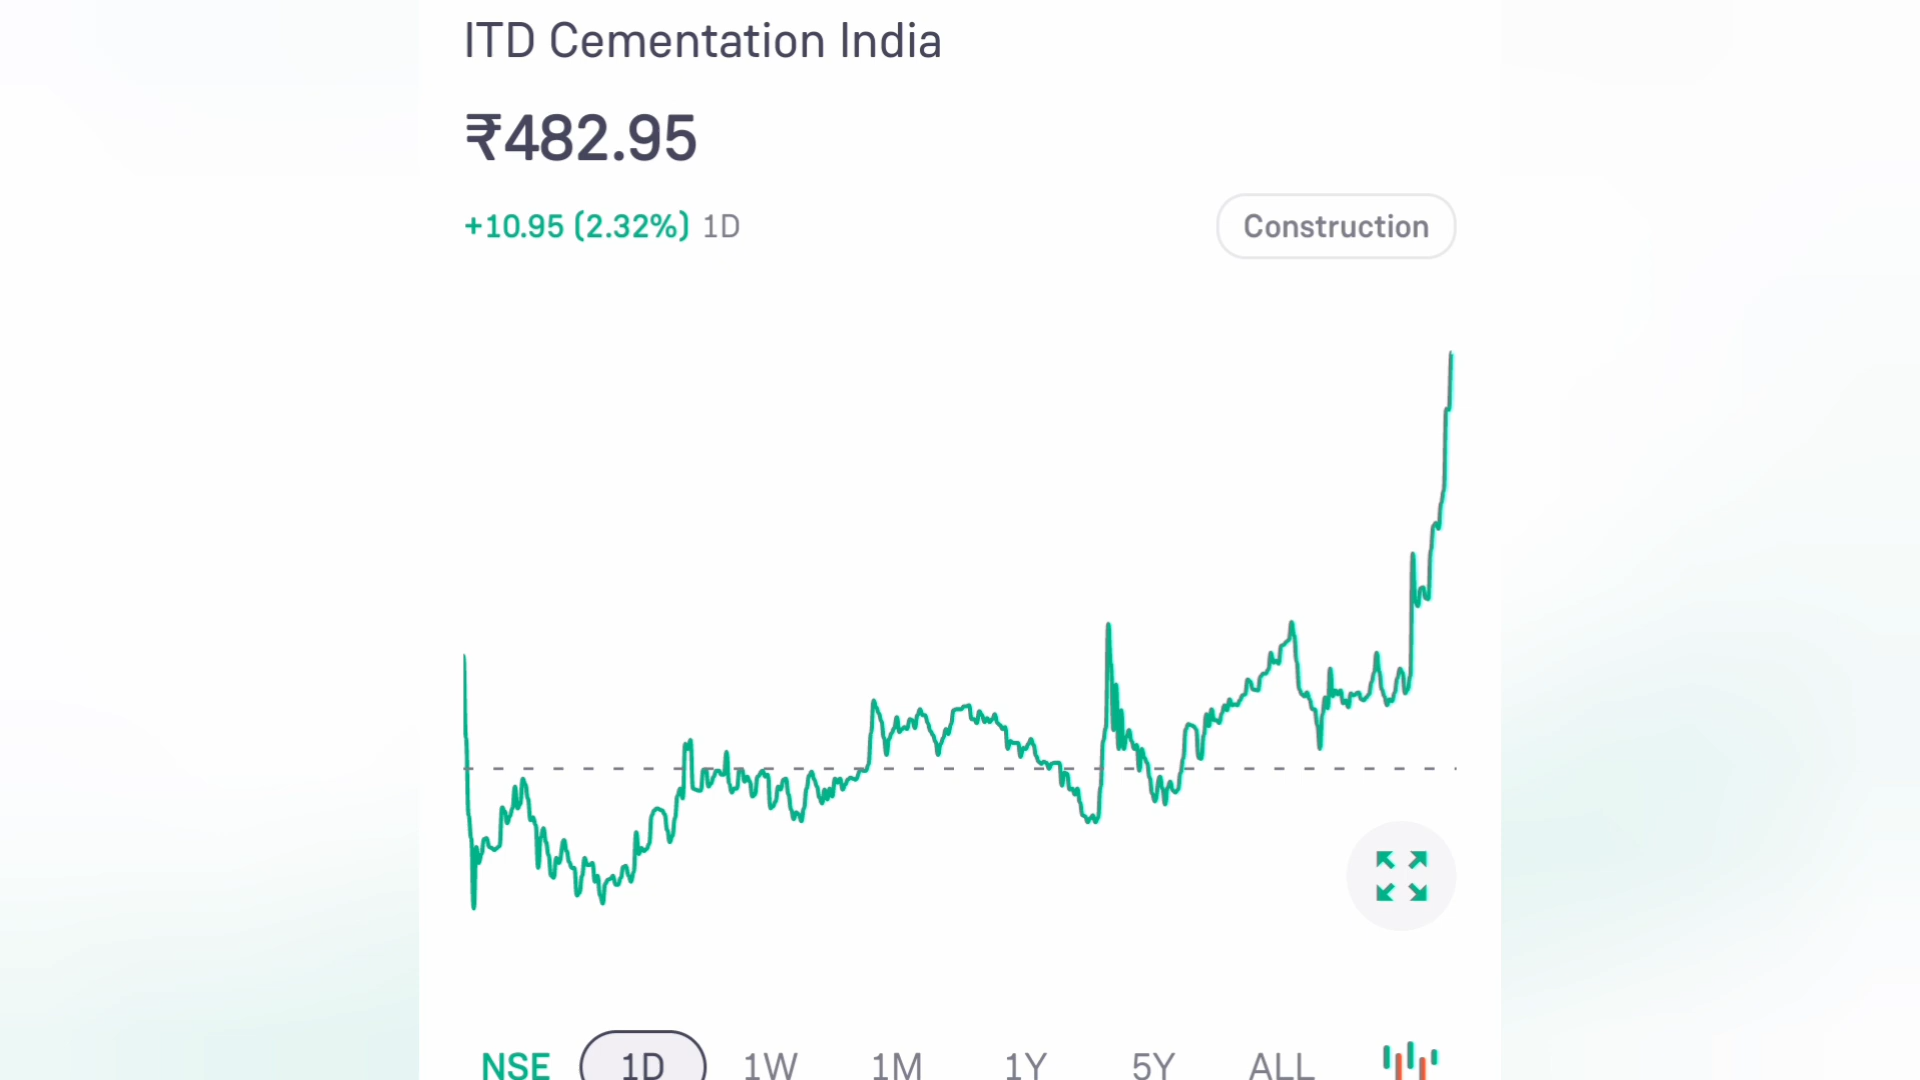 ITD Cementation India
₹482.95
+10.95 (2.32%) 1D
Construction
NSE 1D 1W 1M 1Y 5Y ALL